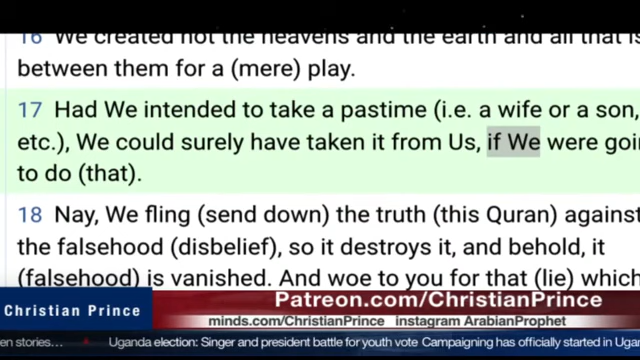 16 We created not the heavens and the earth and all that is
between them for a (mere) play.
17 Had We intended to take a pastime (i.e. a wife or a son,
etc.), We could surely have taken it from Us, if We were goi
to do (that).
18 Nay, We fling (send down) the truth (this Quran) against
the falsehood (disbelief), so it destroys it, and behold, it
(falsehood) is vanished. And woe to you for that (lie) which
Christian Prince
Patreon.com/ChristianPrince
minds.com/ChristianPrince instagram ArabianProphet
en stories... Uganda election: Singer and president battle for youth vote Campaigning has officially started in Ugan